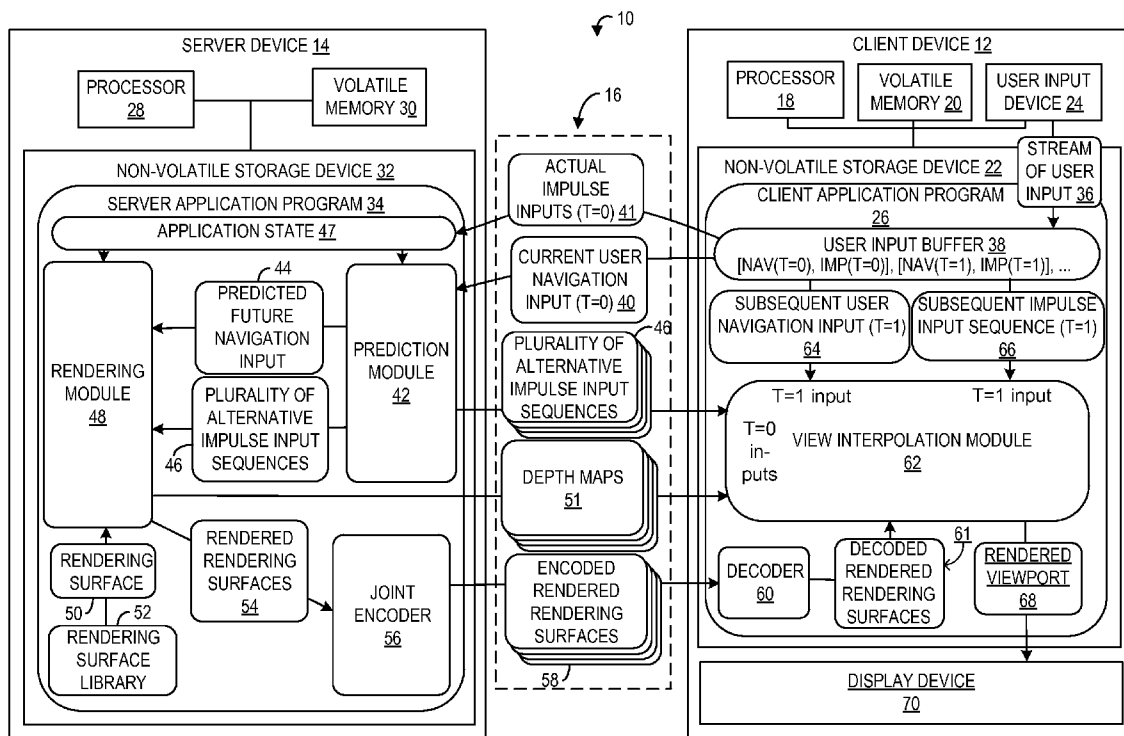 10
SERVER DEVICE 14
PROCESSOR
28
VOLATILE
MEMORY 30
NON-VOLATILE STORAGE DEVICE 32
SERVER APPLICATION PROGRAM 34
APPLICATION STATE 47
44
PREDICTED
FUTURE
NAVIGATION
INPUT
RENDERING
MODULE
48
PLURALITY OF
ALTERNATIVE
IMPULSE INPUT
SEQUENCES
46
PREDICTION
MODULE
42
RENDERING
SURFACE
50
52
RENDERING
SURFACE
LIBRARY
RENDERED
RENDERING
SURFACES
54
JOINT
ENCODER
56
16
ACTUAL
IMPULSE
INPUTS (T=0) 41
CURRENT USER
NAVIGATION
INPUT
(T=0) 40
46
PLURALITY OF
ALTERNATIVE
IMPULSE INPUT
SEQUENCES
DEPTH MAPS
51
ENCODED
RENDERED
RENDERING
SURFACES
58
CLIENT DEVICE 12
PROCESSOR
18
VOLATILE
MEMORY 20
USER INPUT
DEVICE 24
NON-VOLATILE STORAGE DEVICE 22
STREAM
OF USER
INPUT
36
CLIENT APPLICATION PROGRAM
26
USER INPUT BUFFER 38
[NAV(T=0), IMP(T=0)], [NAV(T=1), IMP(T=1)], ...
SUBSEQUENT USER
NAVIGATION INPUT (T=1)
64
SUBSEQUENT IMPULSE
INPUT SEQUENCE (T=1)
66
T=1 input
T=1 input
T=0
in-
puts
VIEW INTERPOLATION MODULE
62
DECODER
60
61
DECODED
RENDERED
RENDERING
SURFACES
RENDERED
VIEWPORT
68
DISPLAY DEVICE
70